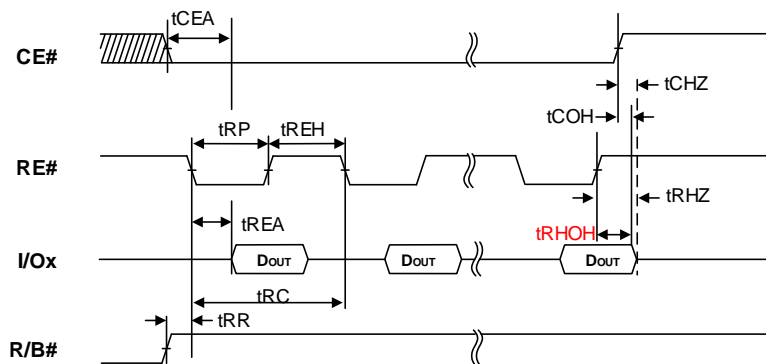 tCEA
CE#
tCHZ
tCOH
tRP
tREH
RE#
tREA
tRHZ
tRHOH
I/Ox
DOUT
DOUT
DOUT
tRC
tRR
R/B#